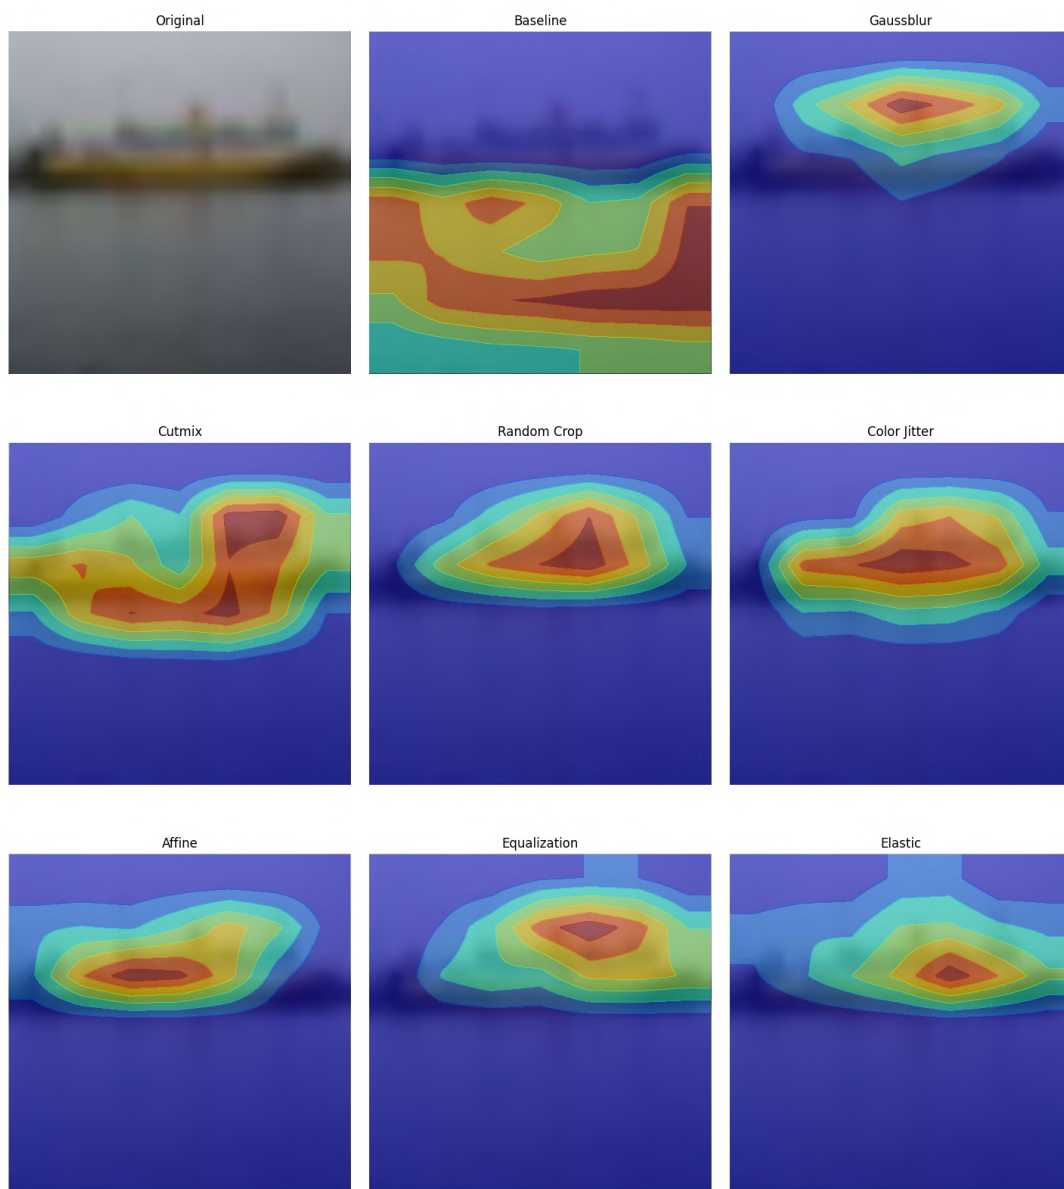 Original
Baseline
Gaussblur
Cutmix
Random Crop
Color Jitter
Affine
Equalization
Elastic